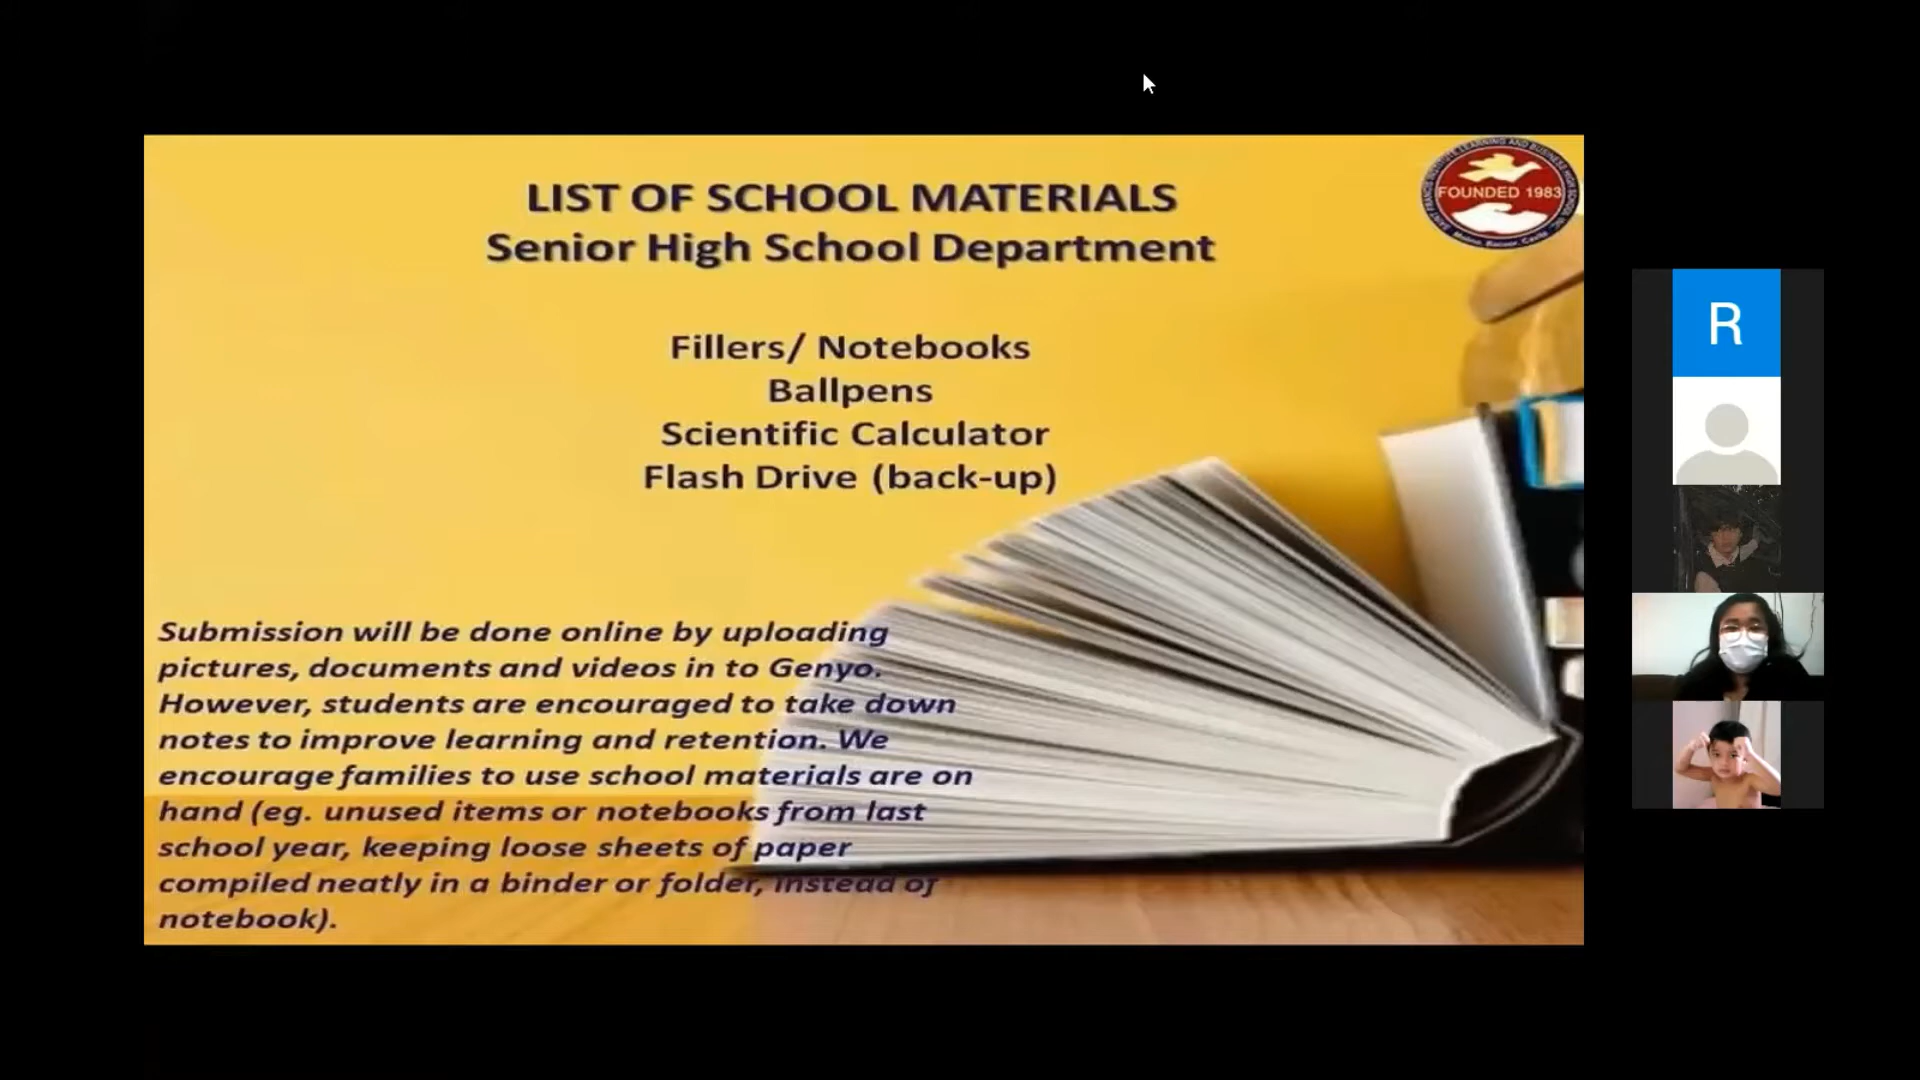 LIST OF SCHOOL MATERIALS
Senior High School Department
FOUNDED 1983
Fillers/ Notebooks
Ballpens
Scientific Calculator
Flash Drive (back-up)
Submission will be done online by uploading
pictures, documents and videos in to Genyo.
However, students are encouraged to take down
notes to improve learning and retention. We
encourage families to use school materials are on
hand (eg. unused items or notebooks from last
school year, keeping loose sheets of paper
compiled neatly in a binder or folder, instead of
notebook).
R